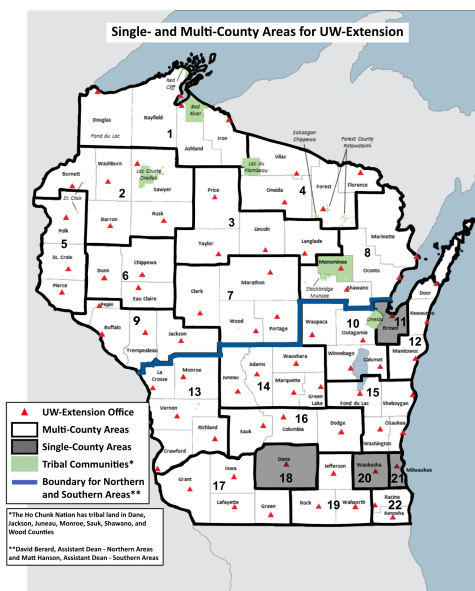 Single- and Multi-County Areas for UW-Extension
Red
Cliff
Bad
River
Douglas
Bayfield
Fond du Lac
1
Iron
Ashland
Sokaogon
Chippewa
Forest County
Potawatomi
Vilas
Lac du
Flambeau
Washburn
Burnett
Lac Courte
Oreilles
Sawyer
2
St. Croix
Price
Oneida
4
Forest
Florence
Barron
Rusk
Polk
5
3
Lincoln
Langlade
Marinette
8
Taylor
St. Croix
Chippewa
Dunn
6
Menominee
Oconto
Marathon
Pierce
Eau Claire
Clark
7
Stockbridge
Munsee
Shawano
Door
Pepin
9
Buffalo
Jackson
Trempealeau
Wood
Portage
Waupaca
10
Oneida
Outagamie
11
Brown
Kewaunee
12
La
Crosse
Monroe
Juneau
Adams
Waushara
Winnebago
Calumet
Manitowoc
13
14
Marquette
Green
Lake
15
Fond du Lac
Sheboygan
Vernon
Richland
Sauk
16
Columbia
Dodge
Ozaukee
Washington
Crawford
Iowa
Dane
18
Jefferson
Waukesha
20
21
Milwaukee
Grant
17
Lafayette
Green
Rock
19
Walworth
Racine
22
Kenosha
UW-Extension Office
Multi-County Areas
Single-County Areas
Tribal Communities*
Boundary for Northern
and Southern Areas**
*The Ho Chunk Nation has tribal land in Dane,
Jackson, Juneau, Monroe, Sauk, Shawano, and
Wood Counties
**David Berard, Assistant Dean - Northern Areas
and Matt Hanson, Assistant Dean - Southern Areas